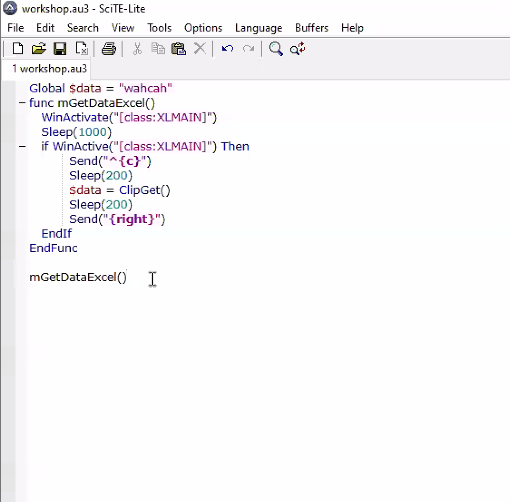 workshop.au3 - SciTE-Lite
File Edit Search View Tools Options Language Buffers Help
1 workshop.au3
Global $data = "wahcah"
func mGetDataExcel()
WinActivate("[class:XLMAIN]")
Sleep(1000)
if WinActive("[class:XLMAIN]") Then
Send("^{c}")
Sleep(200)
$data = ClipGet()
Sleep(200)
Send("{right}")
EndIf
EndFunc
mGetDataExcel()